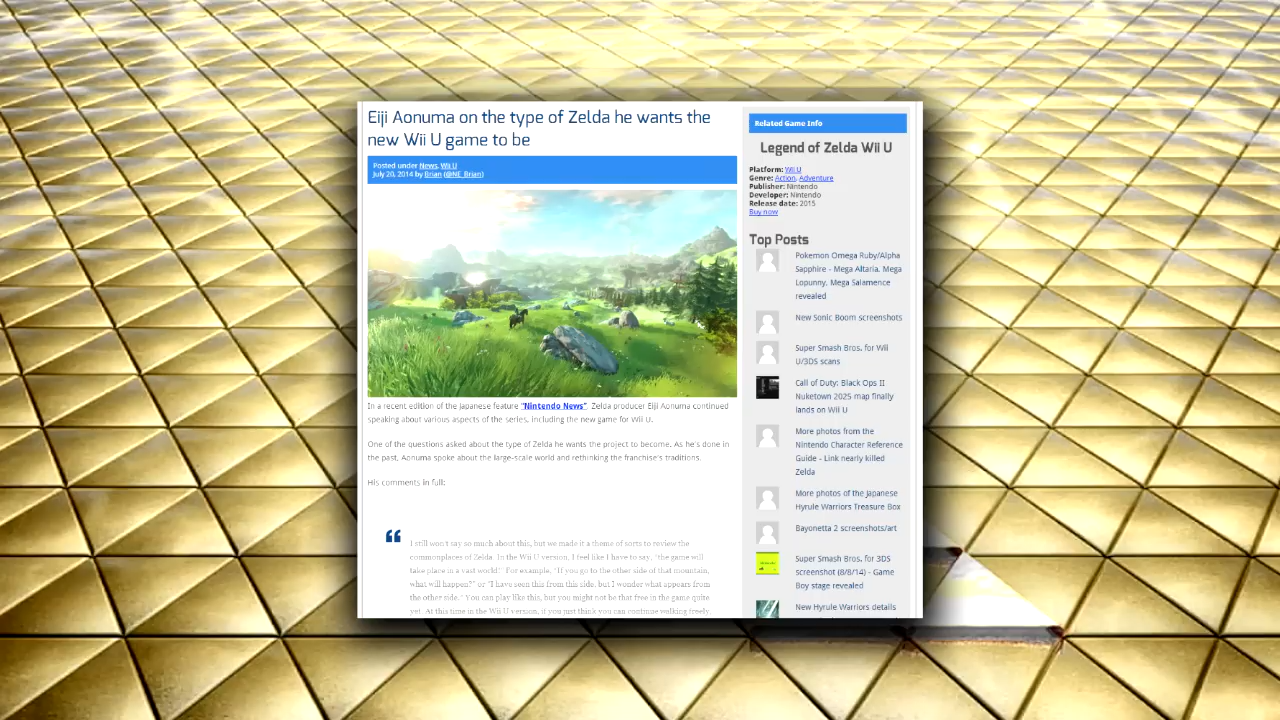 Eiji Aonuma on the type of Zelda he wants the
new Wii U game to be
Posted under News, Wii U
July 20, 2014 by Brian (@NE_Brian)
In a recent edition of the Japanese feature "Nintendo News", Zelda producer Eiji Aonuma continued
speaking about various aspects of the series, including the new game for Wii U.
One of the questions asked about the type of Zelda he wants the project to become. As he's done in
the past, Aonuma spoke about the large-scale world and rethinking the franchise's traditions.
His comments in full:
I still won't say so much about this, but we made it a theme of sorts to review the
commonplaces of Zelda. In the Wii U version, I feel like I have to say, "the game will
take place in a vast world!" For example, "If you go to the other side of that mountain,
what will happen?" or "I have seen this from this side, but I wonder what appears from
the other side." You can play like this, but you might not be that free in the game quite
yet. At this time in the Wii U version, if you just think you can continue walking freely,
Related Game Info
Legend of Zelda Wii U
Platform: Wii U
Genre: Action, Adventure
Publisher: Nintendo
Developer: Nintendo
Release date: 2015
Buy now
Top Posts
Pokemon Omega Ruby/Alpha
Sapphire - Mega Altaria, Mega
Lopunny, Mega Salamence
revealed
New Sonic Boom screenshots
Super Smash Bros. for Wii
U/3DS scans
Call of Duty: Black Ops II
Nuketown 2025 map finally
lands on Wii U
More photos from the
Nintendo Character Reference
Guide - Link nearly killed
Zelda
More photos of the Japanese
Hyrule Warriors Treasure Box
Bayonetta 2 screenshots/art
Super Smash Bros. for 3DS
screenshot (8/8/14) - Game
Boy stage revealed
New Hyrule Warriors details